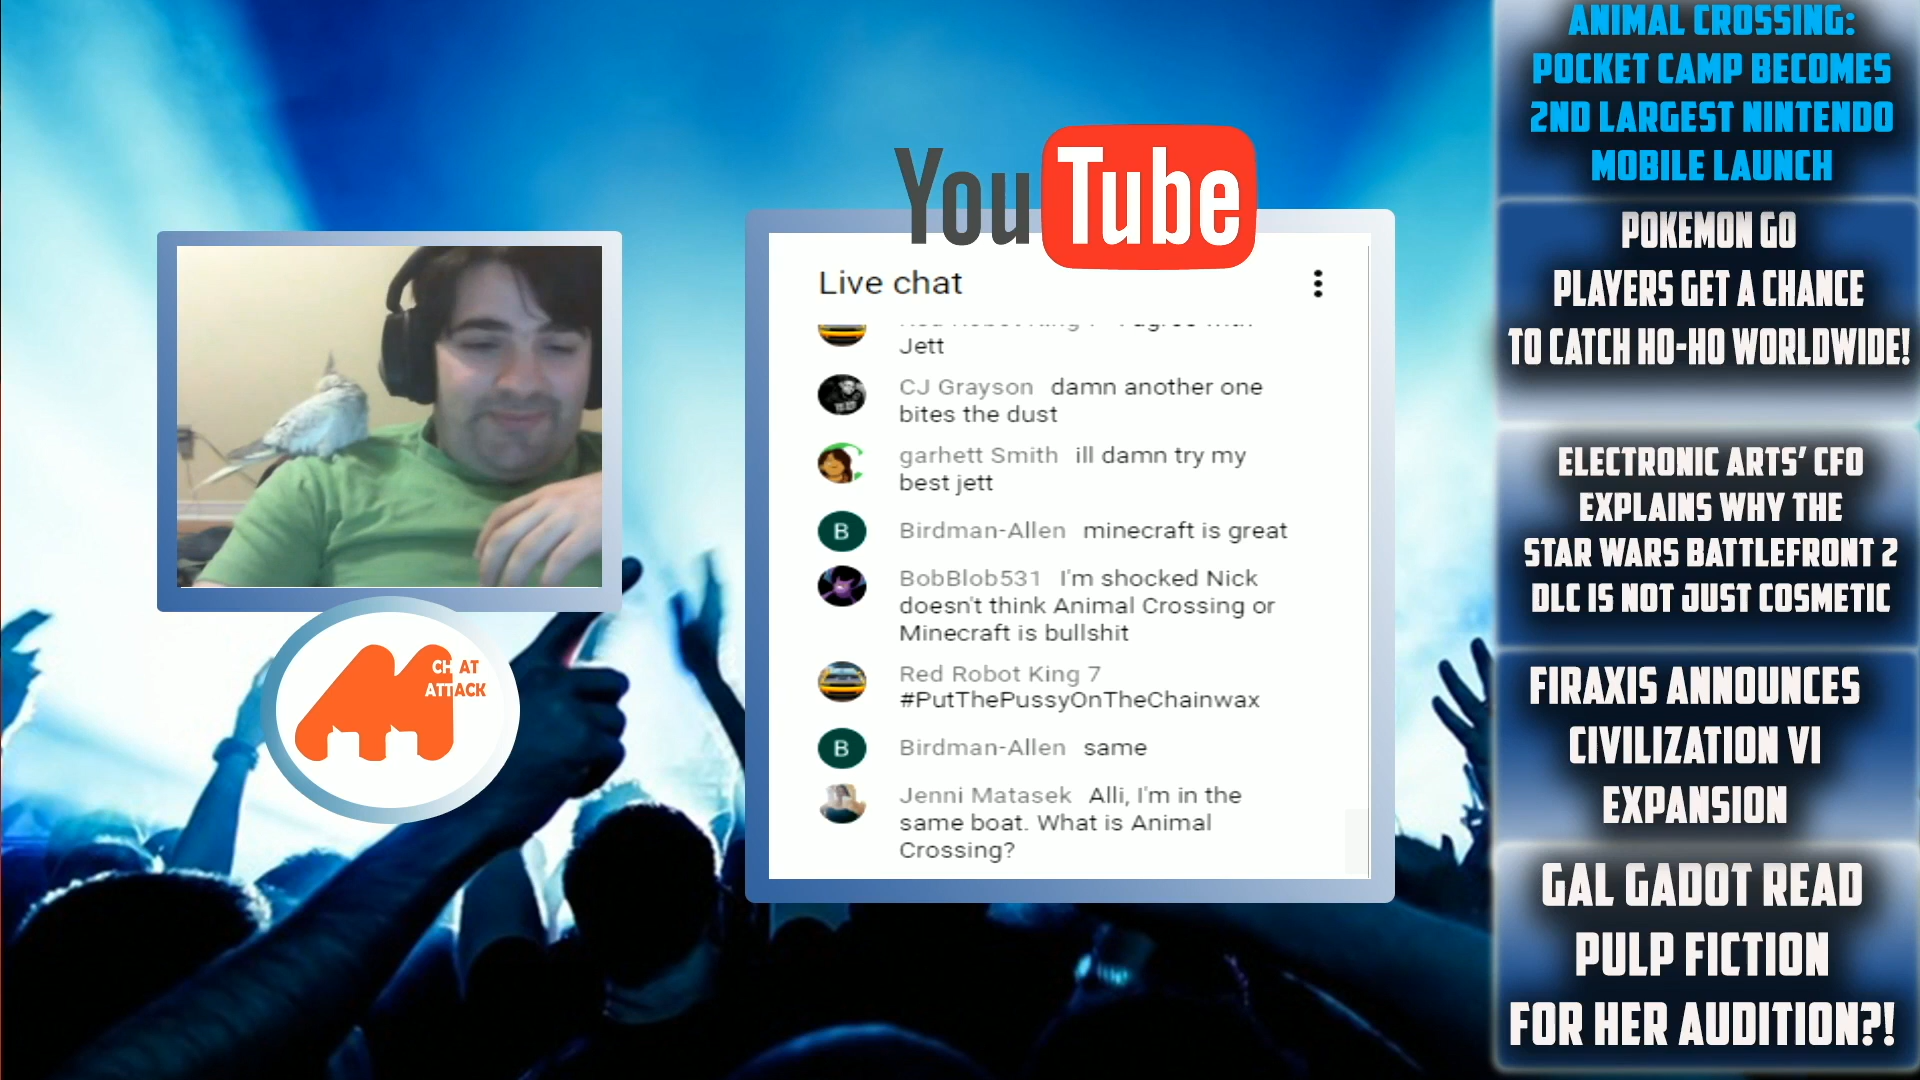 ANIMAL CROSSING:
POCKET CAMP BECOMES
2ND LARGEST NINTENDO
MOBILE LAUNCH
POKEMON GO
PLAYERS GET A CHANCE
TO CATCH HO-HO WORLDWIDE!
ELECTRONIC ARTS' CFO
EXPLAINS WHY THE
STAR WARS BATTLEFRONT 2
DLC IS NOT JUST COSMETIC
FIRAXIS ANNOUNCES
CIVILIZATION VI
EXPANSION
GAL GADOT READ
PULP FICTION
FOR HER AUDITION?!
YouTube
Live chat
Jett
CJ Grayson damn another one
bites the dust
garhett Smith ill damn try my
best jett
B Birdman-Allen minecraft is great
BobBlob531 I'm shocked Nick
doesn't think Animal Crossing or
Minecraft is bullshit
Red Robot King 7
#PutThePussyOnTheChainwax
B Birdman-Allen same
Jenni Matasek Alli, I'm in the
same boat. What is Animal
Crossing?
CHAT
ATTACK